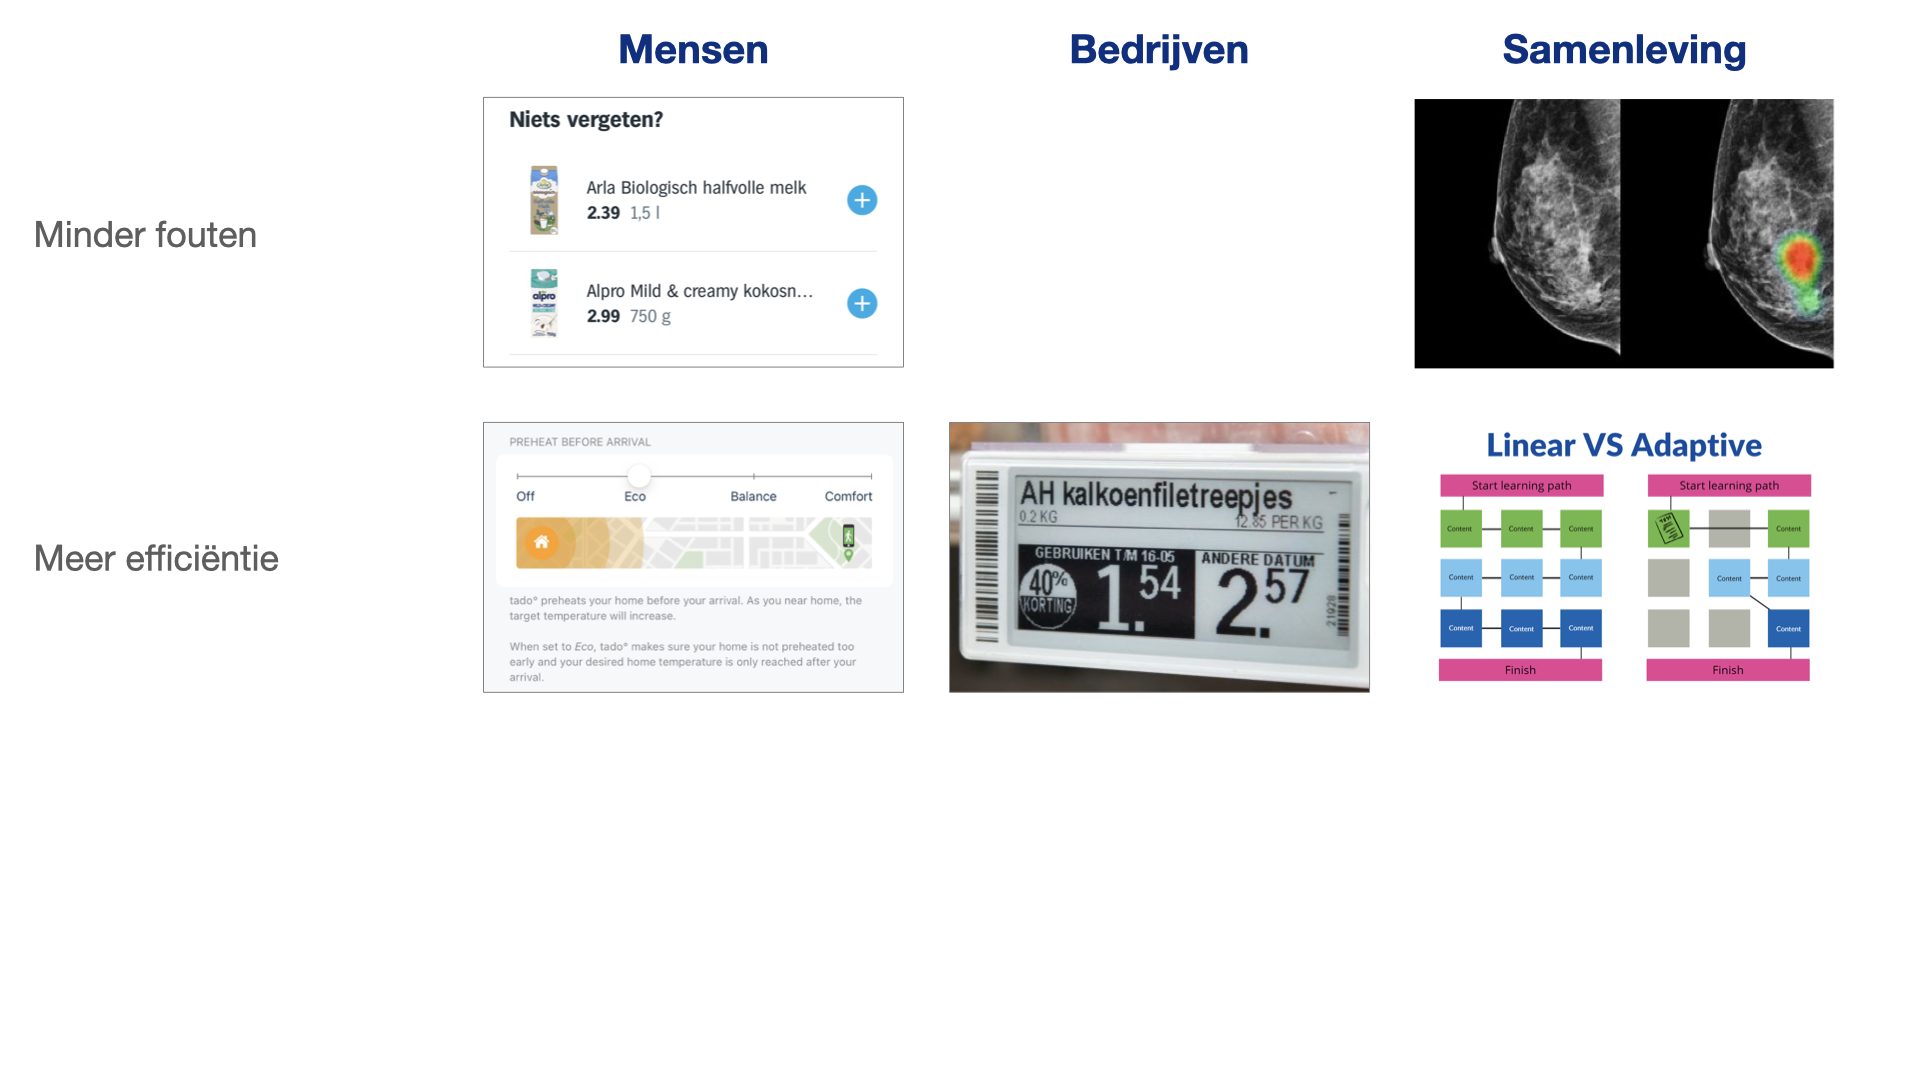 Mensen
Bedrijven
Samenleving
Minder fouten
Niets vergeten?
Arla Biologisch halfvolle melk
2.39 1,5 l
alpro
Alpro Mild & creamy kokosn...
2.99 750 g
Meer efficiëntie
PREHEAT BEFORE ARRIVAL
Off Eco Balance Comfort
tado° preheats your home before your arrival. As you near home, the
target temperature will increase.
When set to Eco, tado° makes sure your home is not preheated too
early and your desired home temperature is only reached after your
arrival.
AH kalkoenfiletreepjes
0.2 KG
12.85 PER KG
GEBRUIKEN T/M 16-05
ANDERE DATUM
40%
KORTING
1.54
2.57
21928
Linear VS Adaptive
Start learning path
Content Content Content
Content Content Content
Content Content Content
Finish
Start learning path
Content
Content Content
Content
Finish